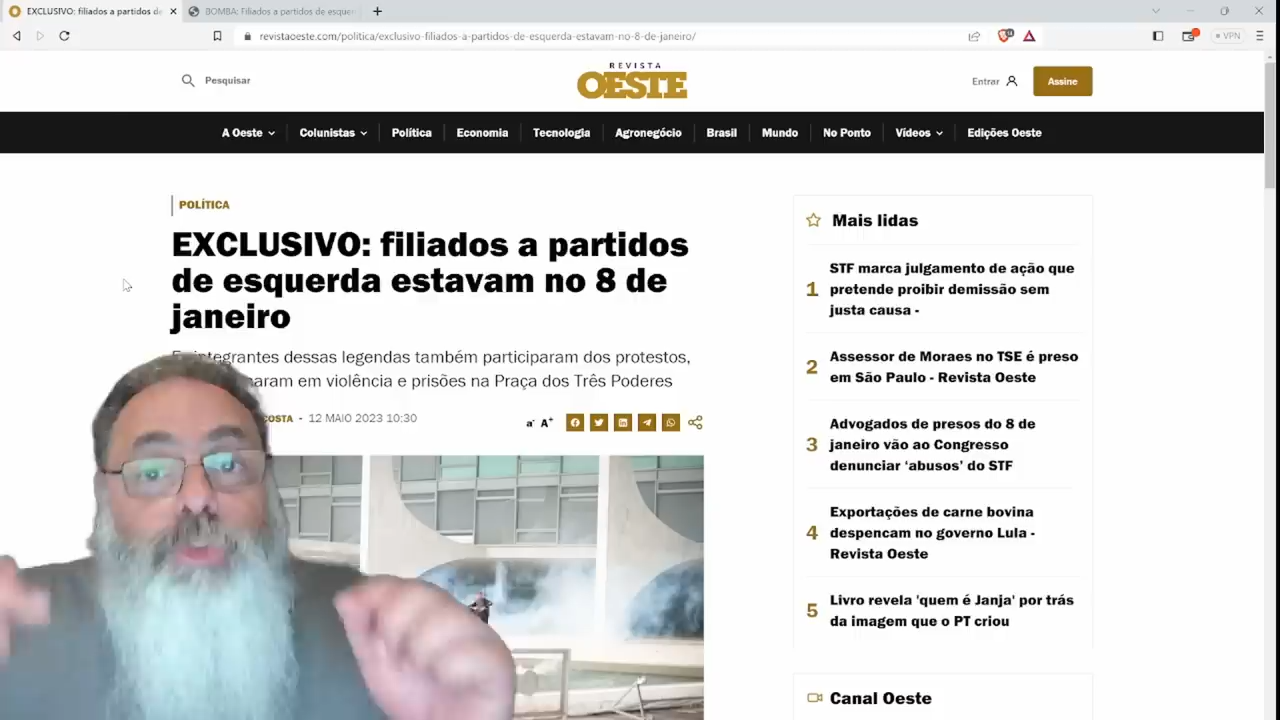 EXCLUSIVO: filiados a partidos de
BOMBA: Filiados a partidos de esquer
revistaoeste.com/politica/exclusivo-filiados-a-partidos-de-esquerda-estavam-no-8-de-janeiro/
VPN
Pesquisar
REVISTA
OESTE
Entrar
Assine
A Oeste
Colunistas
Política
Economia
Tecnologia
Agronegócio
Brasil
Mundo
No Ponto
Vídeos
Edições Oeste
POLÍTICA
EXCLUSIVO: filiados a partidos
de esquerda estavam no 8 de
janeiro
integrantes dessas legendas também participaram dos protestos,
em violência e prisões na Praça dos Três Poderes
COSTA - 12 MAIO 2023 10:30
a- A+
Mais lidas
1
STF marca julgamento de ação que
pretende proibir demissão sem
justa causa -
2
Assessor de Moraes no TSE é preso
em São Paulo - Revista Oeste
3
Advogados de presos do 8 de
janeiro vão ao Congresso
denunciar ‘abusos’ do STF
4
Exportações de carne bovina
despencam no governo Lula -
Revista Oeste
5
Livro revela 'quem é Janja' por trás
da imagem que o PT criou
Canal Oeste